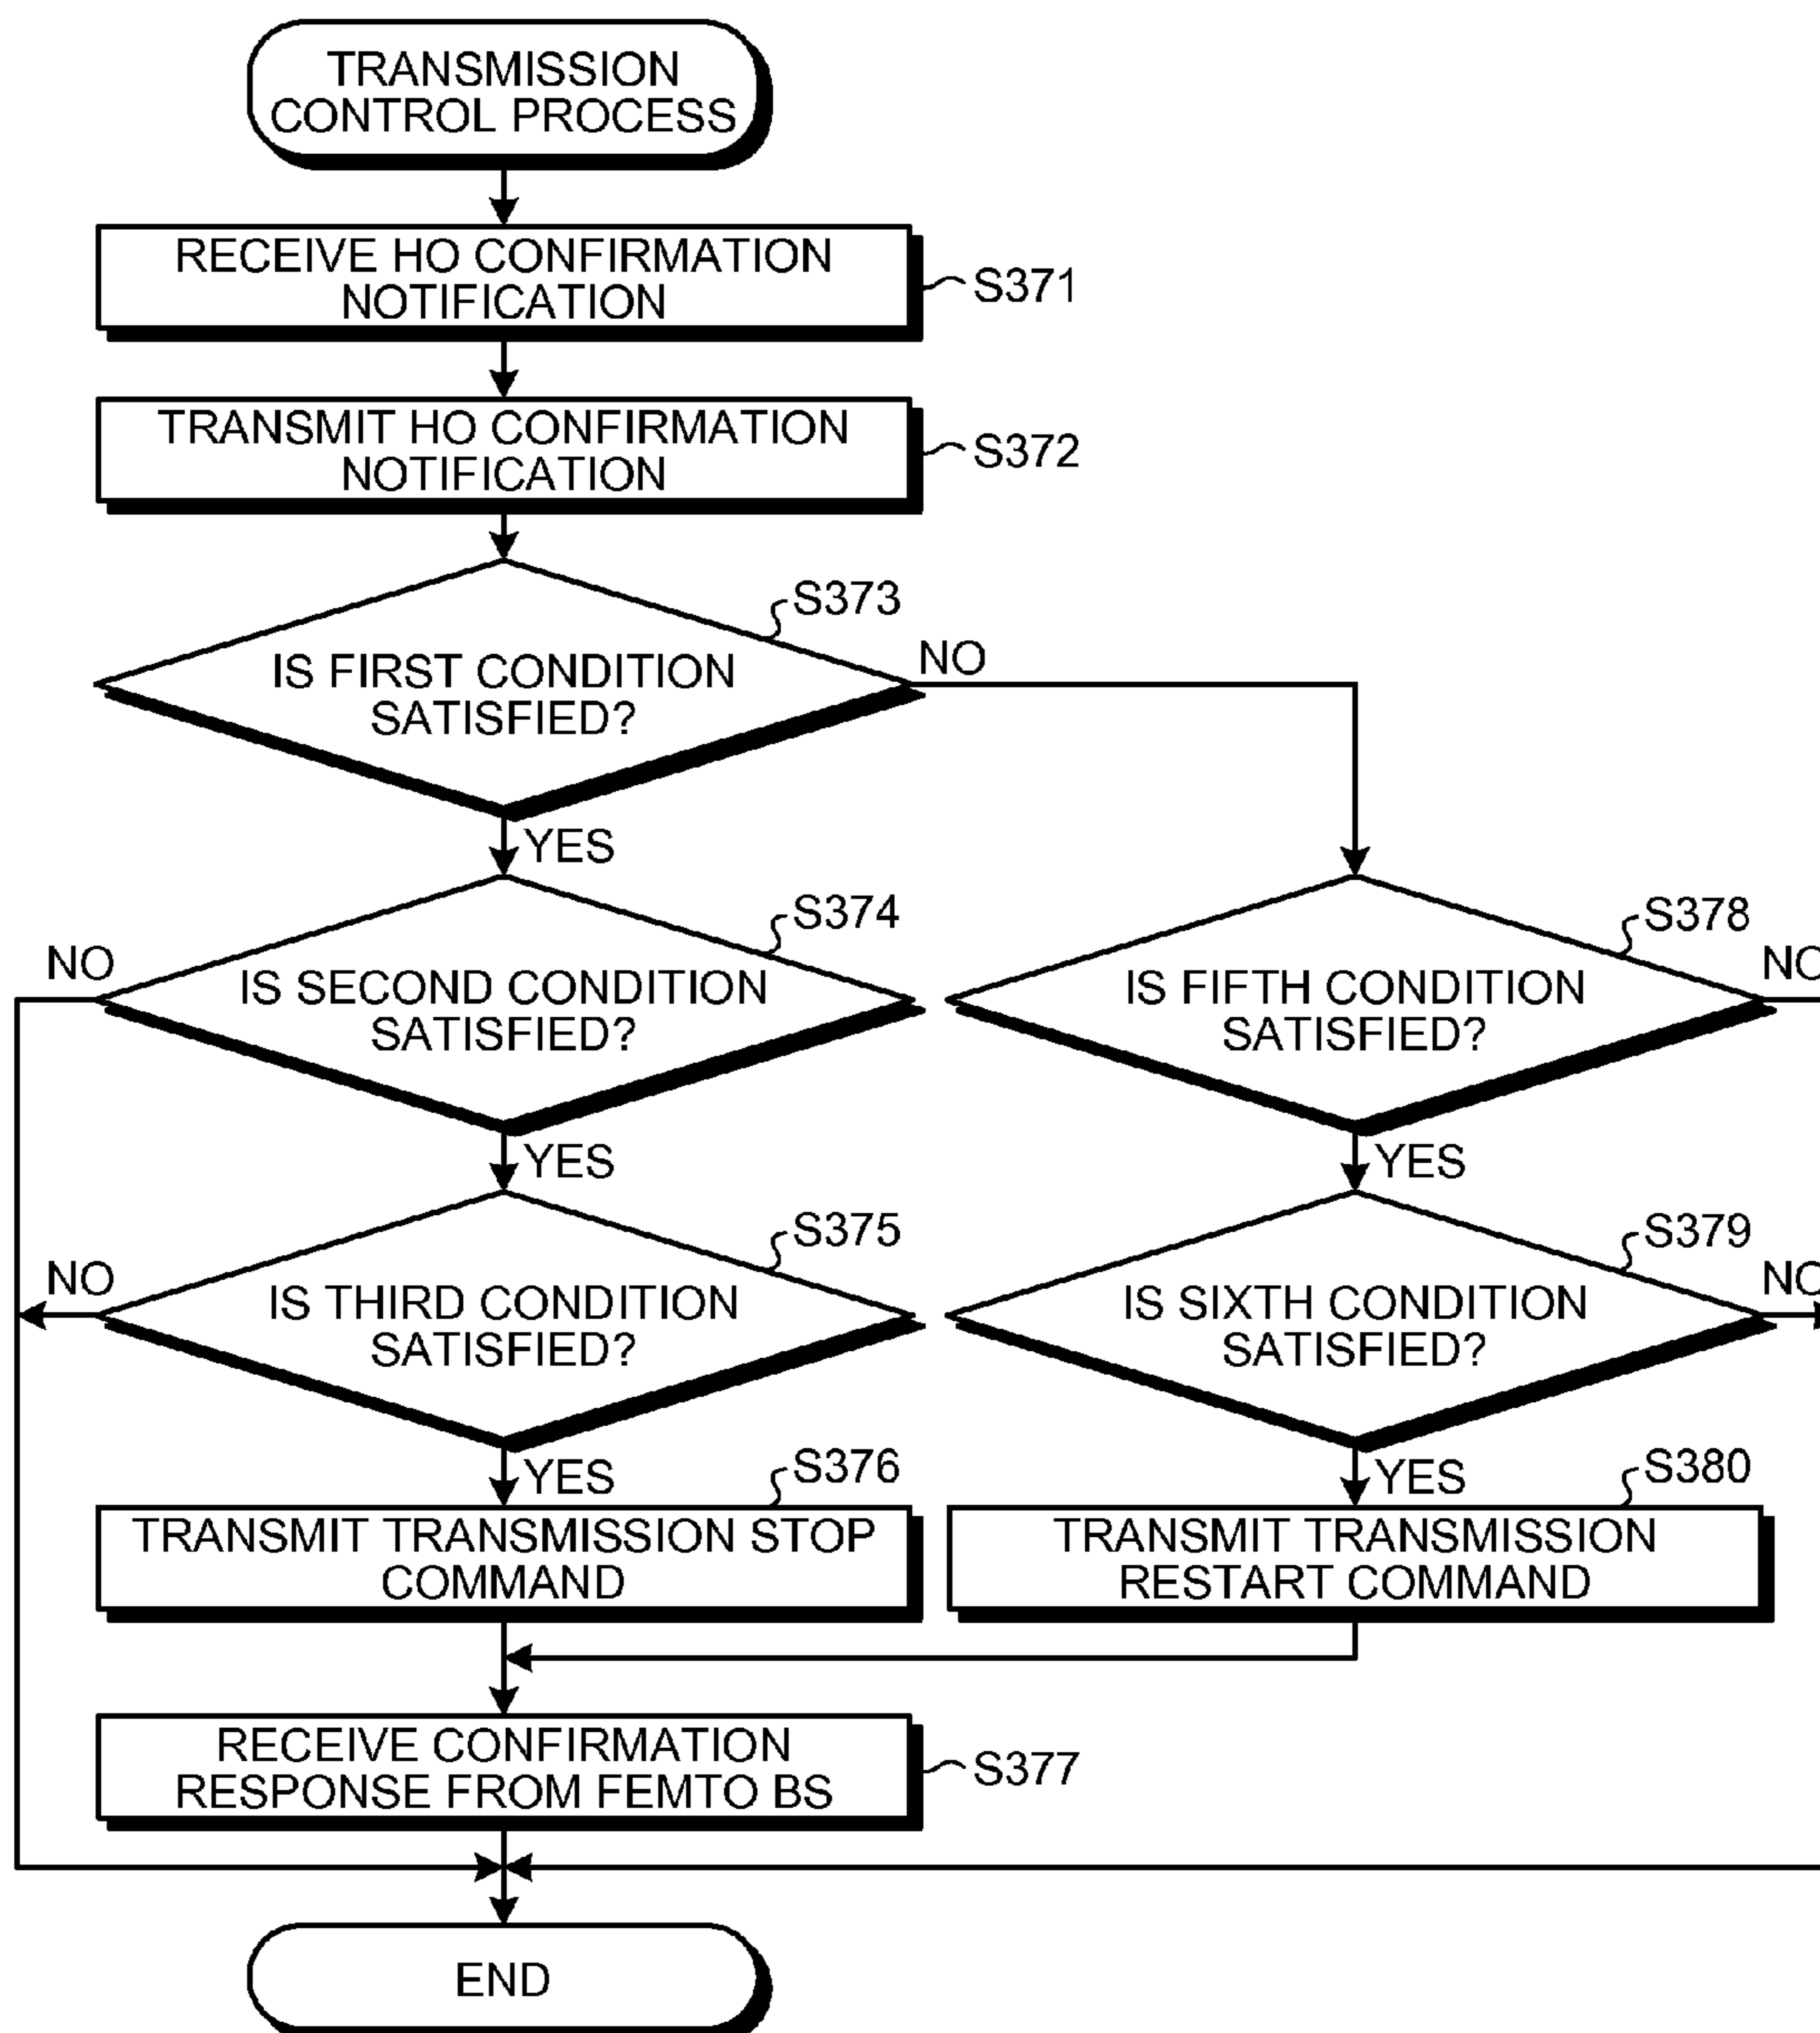 TRANSMISSION
CONTROL PROCESS
RECEIVE HO CONFIRMATION
NOTIFICATION
S371
TRANSMIT HO CONFIRMATION
NOTIFICATION
S372
S373
IS FIRST CONDITION
SATISFIED?
NO
YES
S374
NO
IS SECOND CONDITION
SATISFIED?
YES
S378
IS FIFTH CONDITION
SATISFIED?
NO
YES
S375
NO
IS THIRD CONDITION
SATISFIED?
YES
S379
IS SIXTH CONDITION
SATISFIED?
NO
YES
S376
TRANSMIT TRANSMISSION STOP
COMMAND
S380
TRANSMIT TRANSMISSION
RESTART COMMAND
RECEIVE CONFIRMATION
RESPONSE FROM FEMTO BS
S377
END